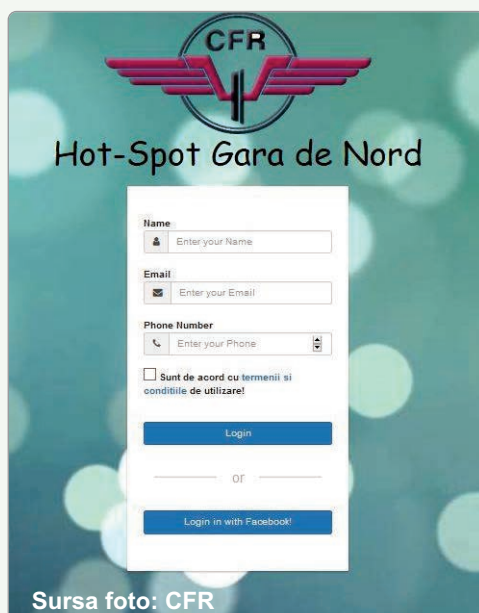 CFR
Hot-Spot Gara de Nord
Name
Enter your Name
Email
Enter your Email
Phone Number
Enter your Phone
Sunt de acord cu termenii si
conditiile de utilizare!
Login
or
Login in with Facebook!
Sursa foto: CFR